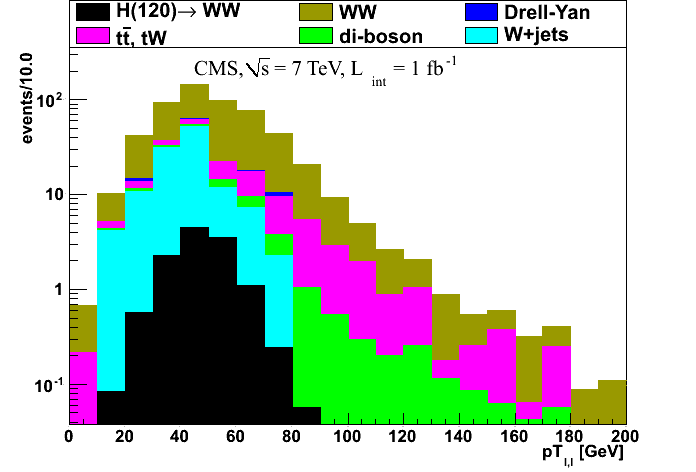 H(120)→ WW WW Drell-Yan
tt̅, tW di-boson W+jets
CMS, √s = 7 TeV, L int = 1 fb⁻¹
events/10.0
10²
10
1
10⁻¹
0 20 40 60 80 100 120 140 160 180 200
pT l,l [GeV]